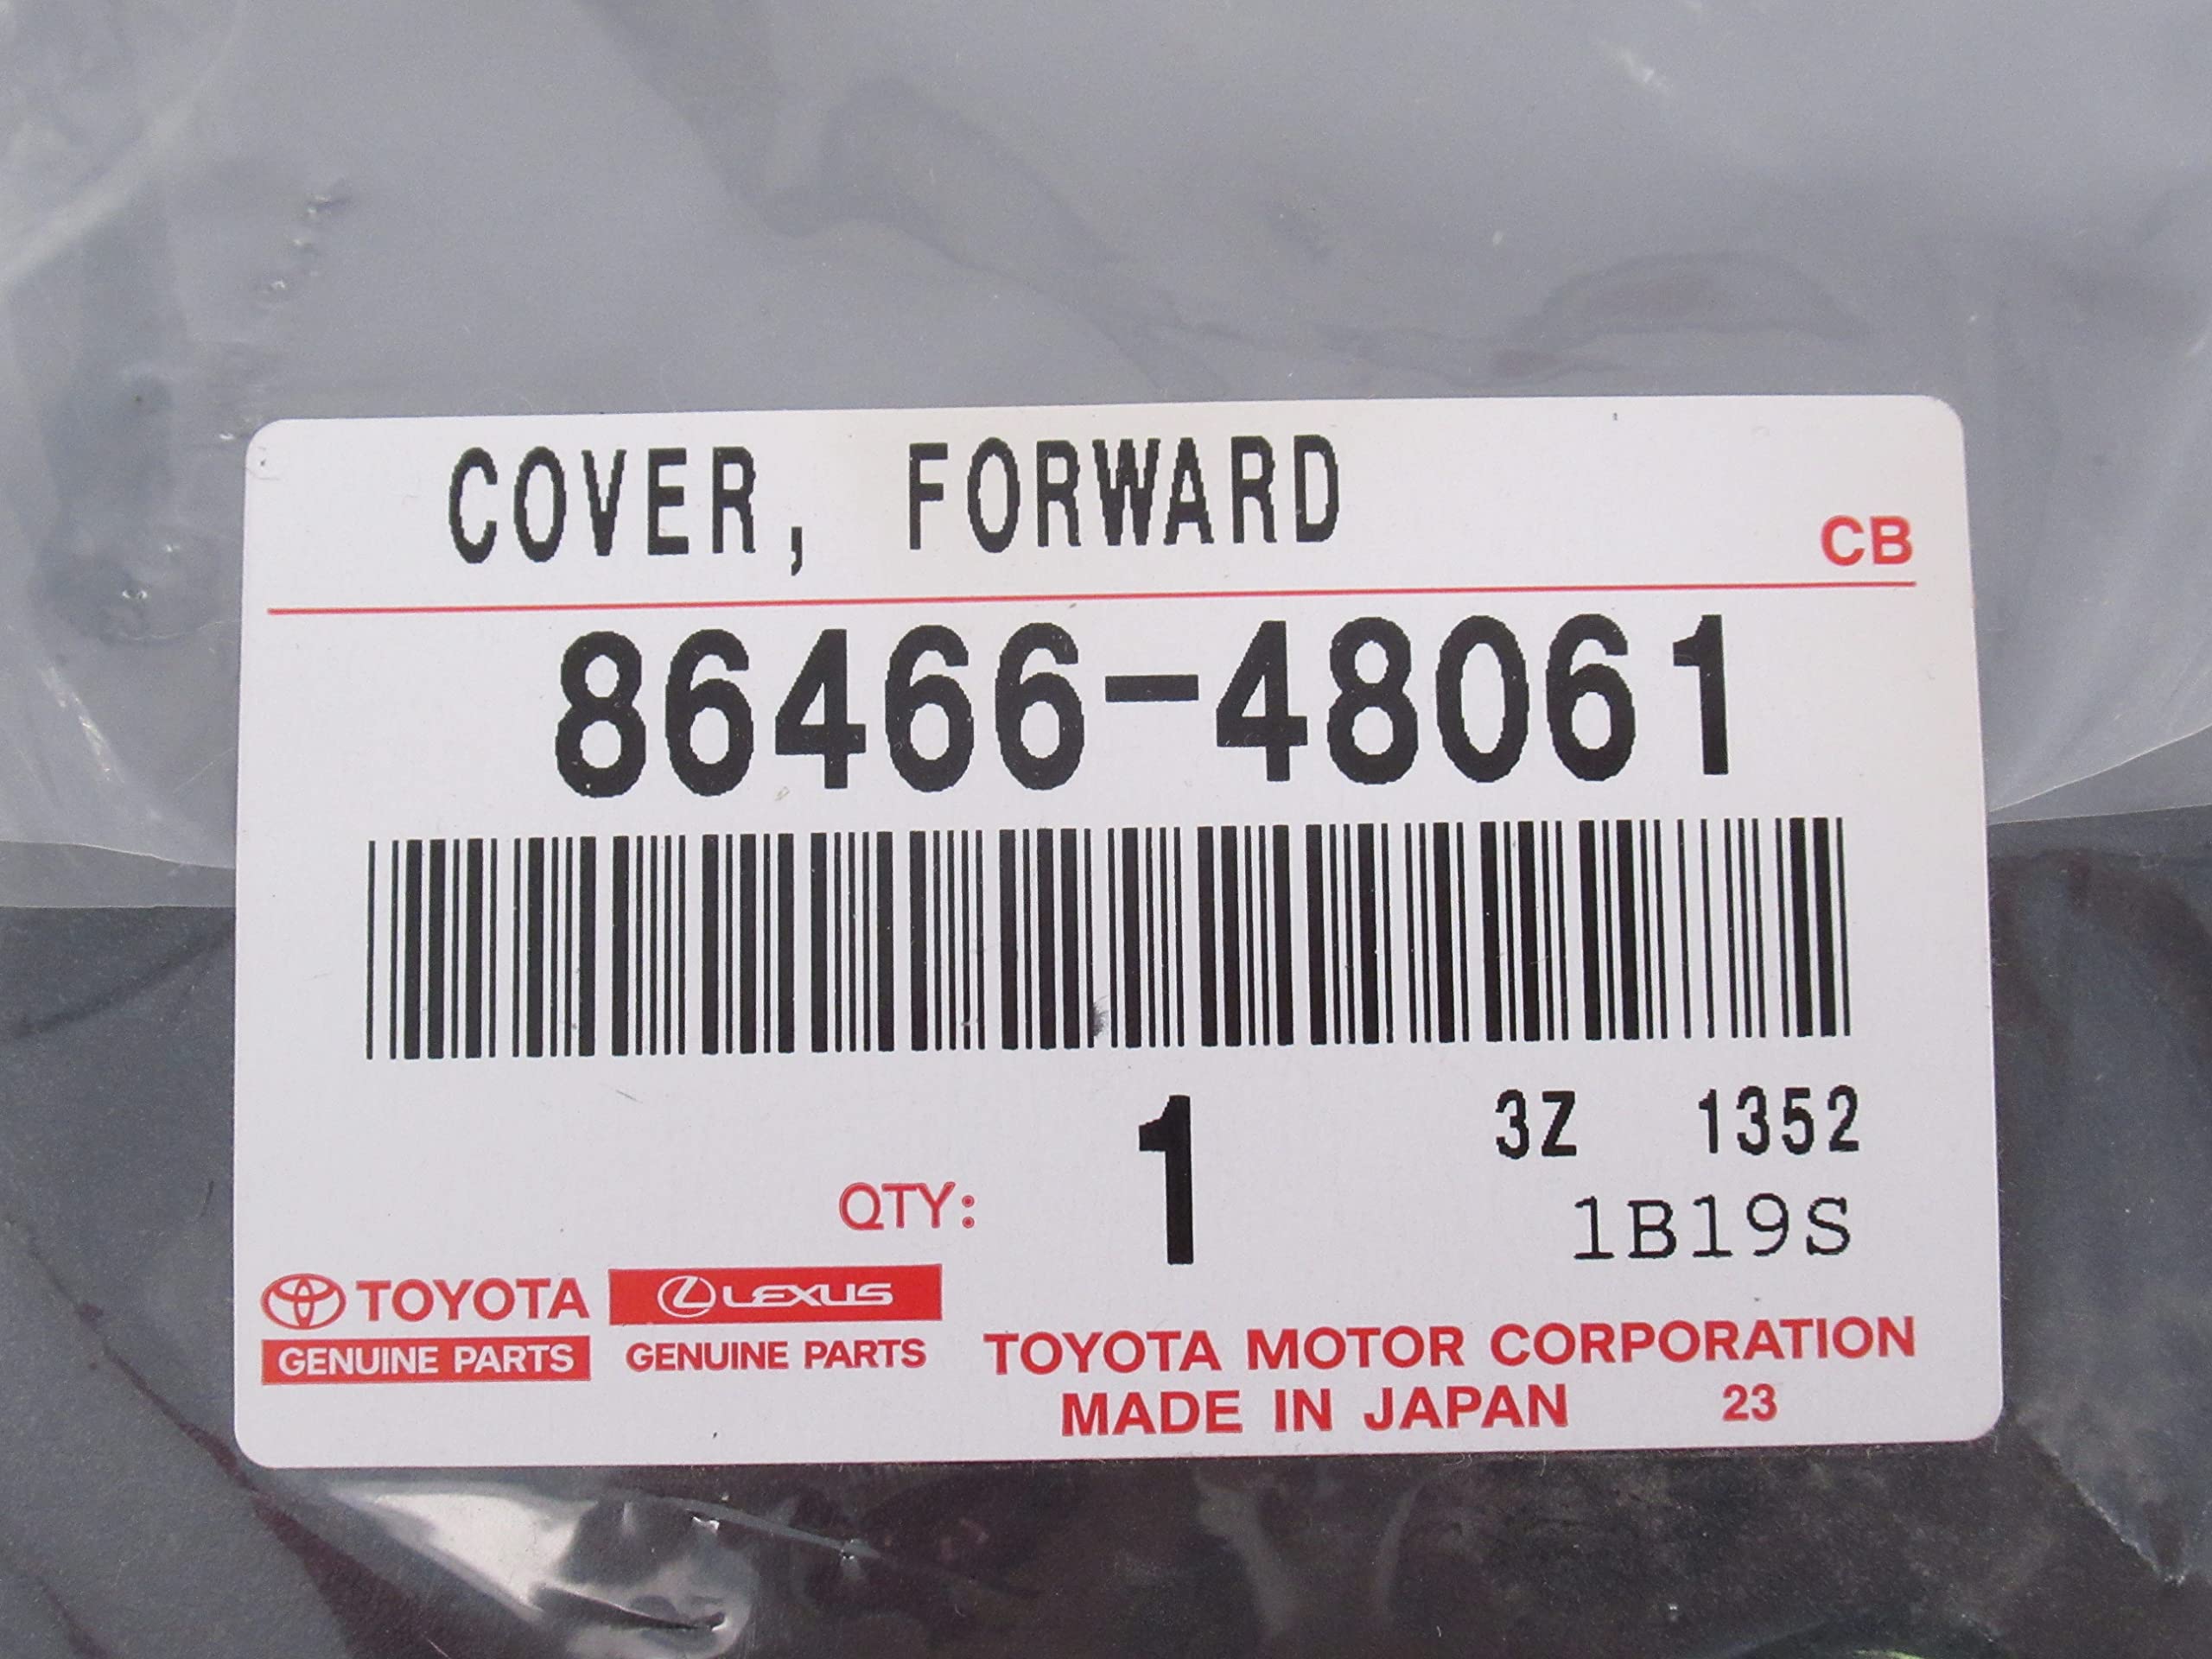 COVER, FORWARD
CB
86466-48061
3Z 1352
QTY: 1
1B19S
TOYOTA LEXUS
GENUINE PARTS GENUINE PARTS
TOYOTA MOTOR CORPORATION
MADE IN JAPAN 23